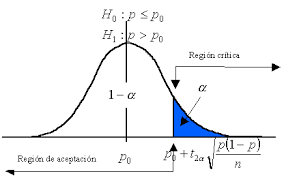 H₀ : p ≤ p₀
H₁ : p > p₀
Región crítica
1 − α
α
Región de aceptación
p₀
p₀ + t₂α √(p(1 − p)/n)